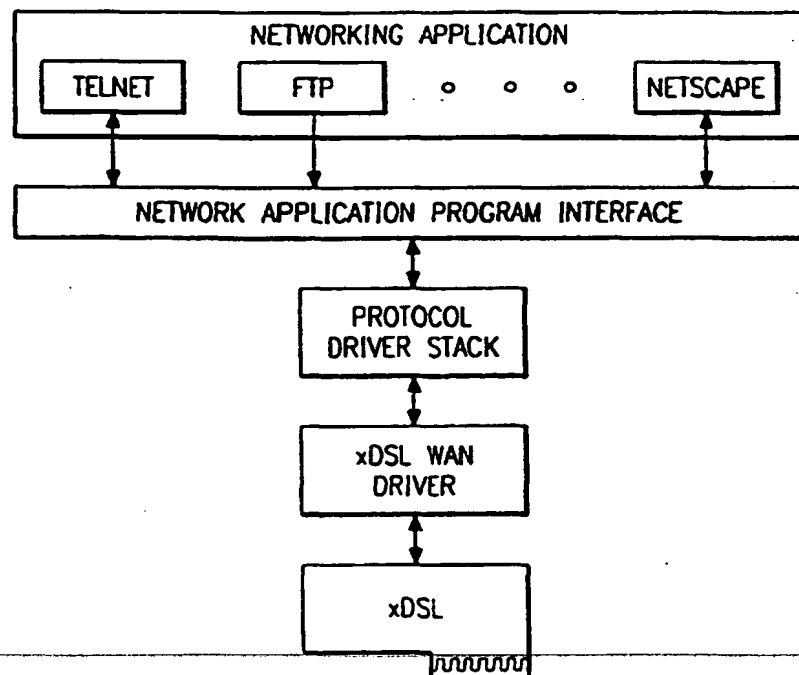 NETWORKING APPLICATION
TELNET
FTP
NETSCAPE
NETWORK APPLICATION PROGRAM INTERFACE
PROTOCOL
DRIVER STACK
xDSL WAN
DRIVER
xDSL